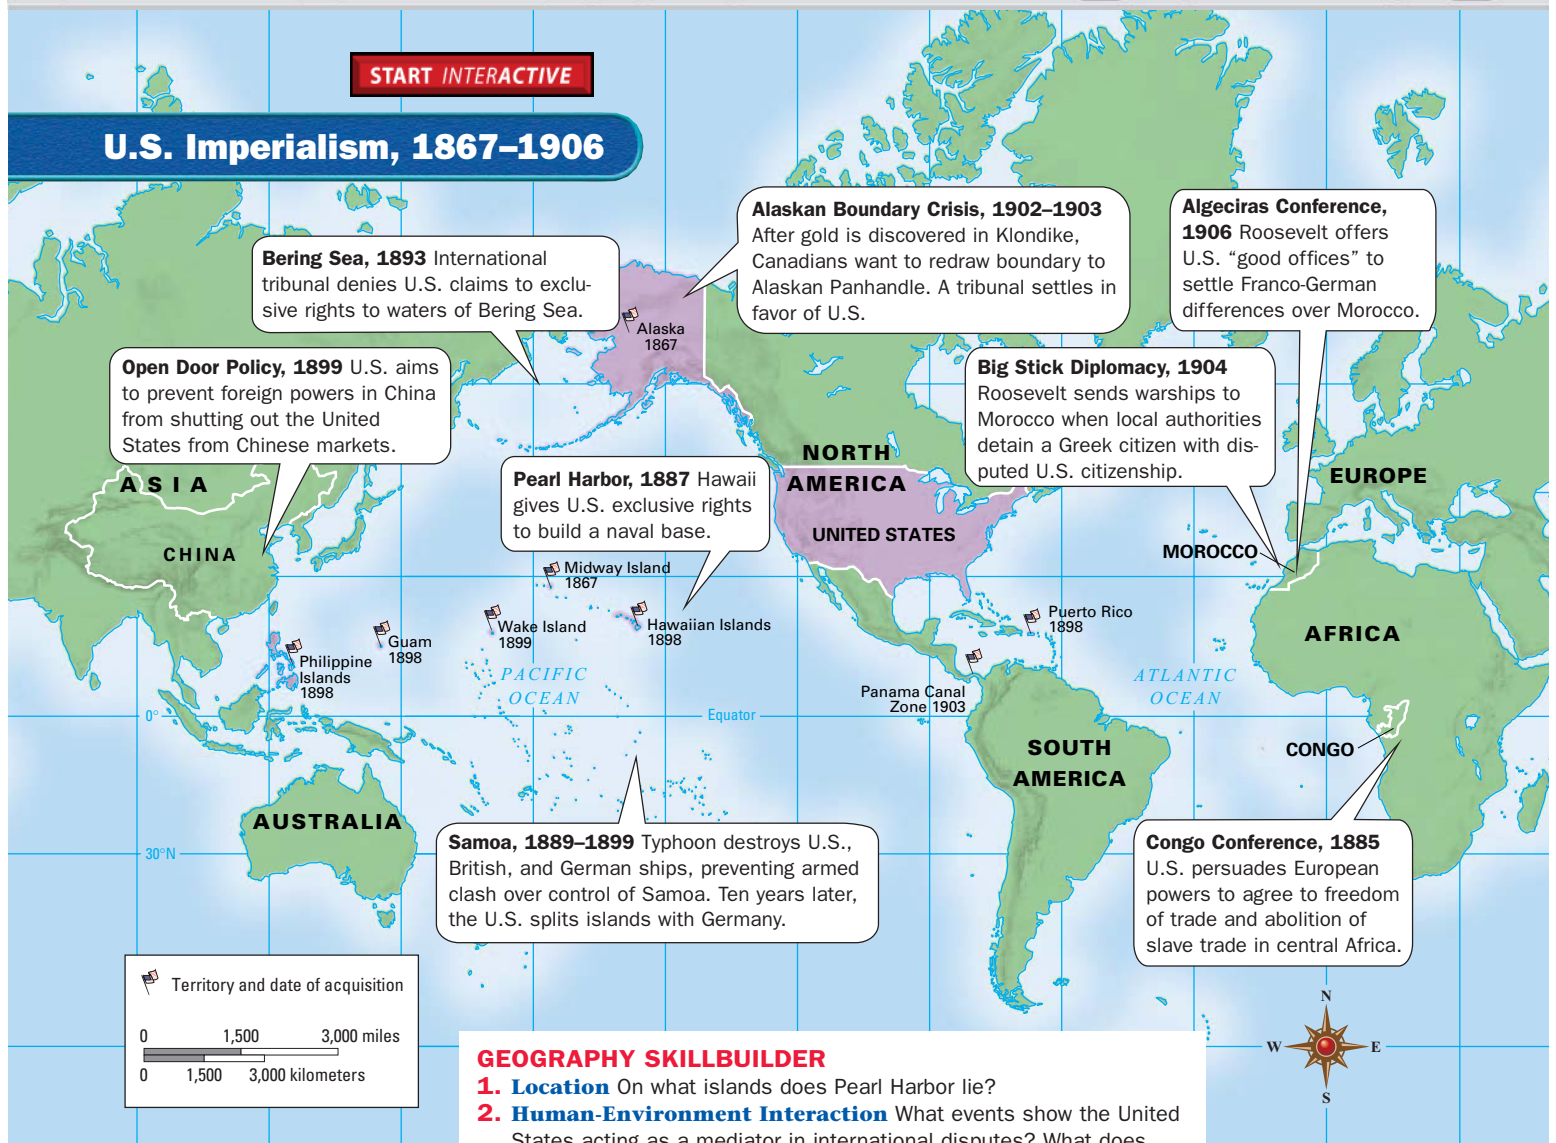 START INTERACTIVE
U.S. Imperialism, 1867–1906
Bering Sea, 1893 International
tribunal denies U.S. claims to exclu-
sive rights to waters of Bering Sea.
Alaskan Boundary Crisis, 1902–1903
After gold is discovered in Klondike,
Canadians want to redraw boundary to
Alaskan Panhandle. A tribunal settles in
favor of U.S.
Algeciras Conference,
1906 Roosevelt offers
U.S. “good offices” to
settle Franco-German
differences over Morocco.
Alaska
1867
Open Door Policy, 1899 U.S. aims
to prevent foreign powers in China
from shutting out the United
States from Chinese markets.
Big Stick Diplomacy, 1904
Roosevelt sends warships to
Morocco when local authorities
detain a Greek citizen with dis-
puted U.S. citizenship.
Pearl Harbor, 1887 Hawaii
gives U.S. exclusive rights
to build a naval base.
NORTH
AMERICA
UNITED STATES
EUROPE
ASIA
CHINA
MOROCCO
Midway Island
1867
Wake Island
1899
Hawaiian Islands
1898
Guam
1898
Philippine
Islands
1898
Puerto Rico
1898
AFRICA
PACIFIC
OCEAN
ATLANTIC
OCEAN
Panama Canal
Zone 1903
0°
Equator
SOUTH
AMERICA
CONGO
AUSTRALIA
30°N
Samoa, 1889–1899 Typhoon destroys U.S.,
British, and German ships, preventing armed
clash over control of Samoa. Ten years later,
the U.S. splits islands with Germany.
Congo Conference, 1885
U.S. persuades European
powers to agree to freedom
of trade and abolition of
slave trade in central Africa.
Territory and date of acquisition
0 1,500 3,000 miles
0 1,500 3,000 kilometers
N
W E
S
GEOGRAPHY SKILLBUILDER
1. Location On what islands does Pearl Harbor lie?
2. Human-Environment Interaction What events show the United
States acting as a mediator in international disputes? What does